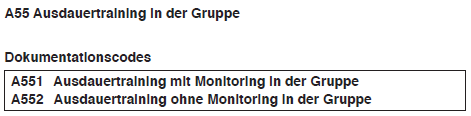 A55 Ausdauertraining in der Gruppe
Dokumentationscodes
A551 Ausdauertraining mit Monitoring in der Gruppe
A552 Ausdauertraining ohne Monitoring in der Gruppe